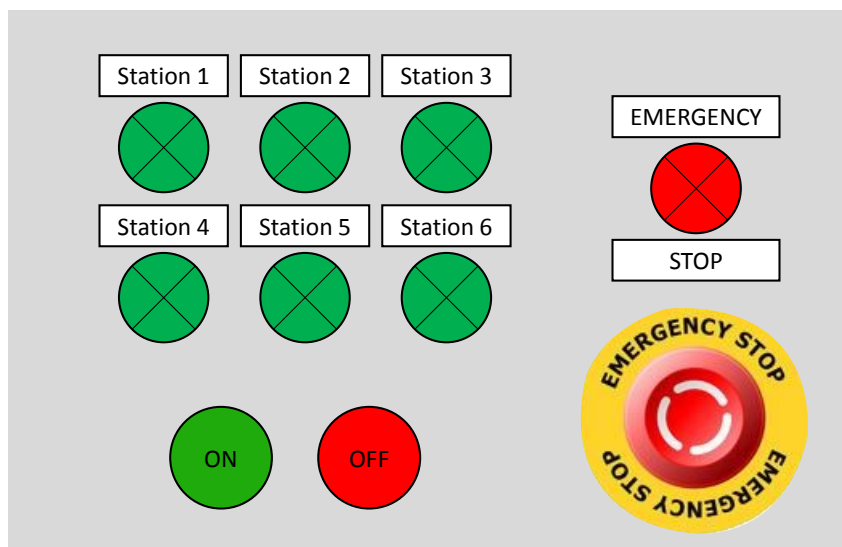 Station 1 Station 2 Station 3
EMERGENCY
Station 4 Station 5 Station 6
STOP
EMERGENCY STOP
EMERGENCY STOP
ON OFF